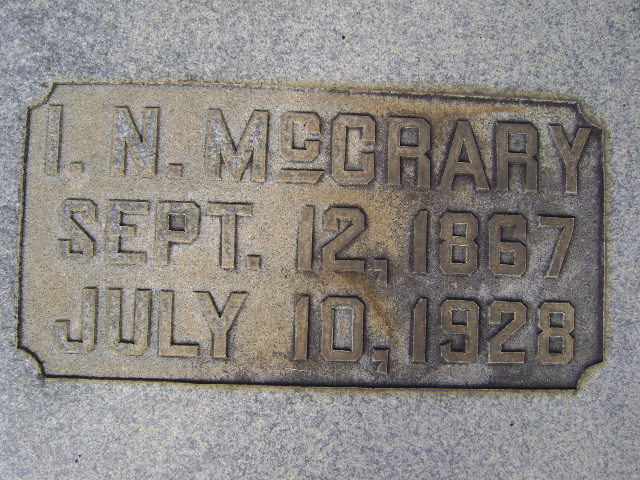 I. N. McCRARY
SEPT. 12, 1867
JULY 10, 1928